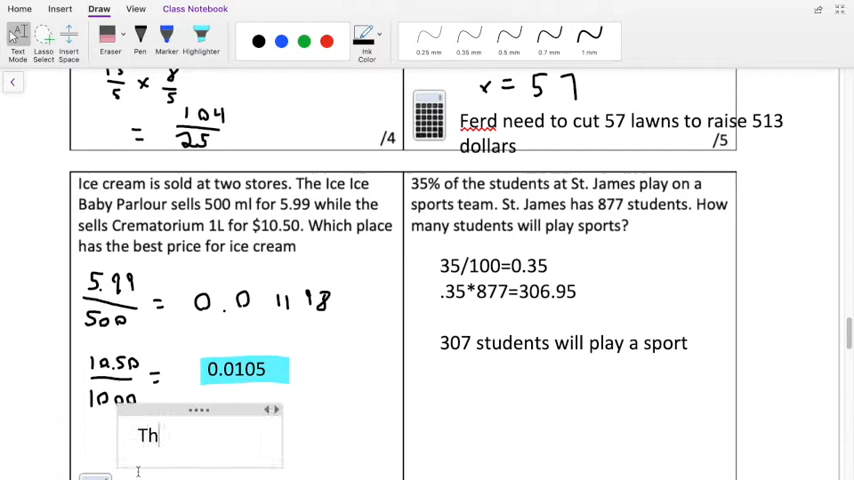 Home Insert Draw View Class Notebook
Text Mode
Lasso Select
Insert Space
Eraser
Pen
Marker
Highlighter
Ink Color
0.25 mm
0.35 mm
0.5 mm
0.7 mm
1 mm
13/5 x 8/5
= 104/25
/4
x = 57
Ferd need to cut 57 lawns to raise 513
dollars
/5
Ice cream is sold at two stores. The Ice Ice
Baby Parlour sells 500 ml for 5.99 while the
sells Crematorium 1L for $10.50. Which place
has the best price for ice cream
5.99/500 = 0.01198
10.50/1000 = 0.0105
Th
35% of the students at St. James play on a
sports team. St. James has 877 students. How
many students will play sports?
35/100=0.35
.35*877=306.95
307 students will play a sport